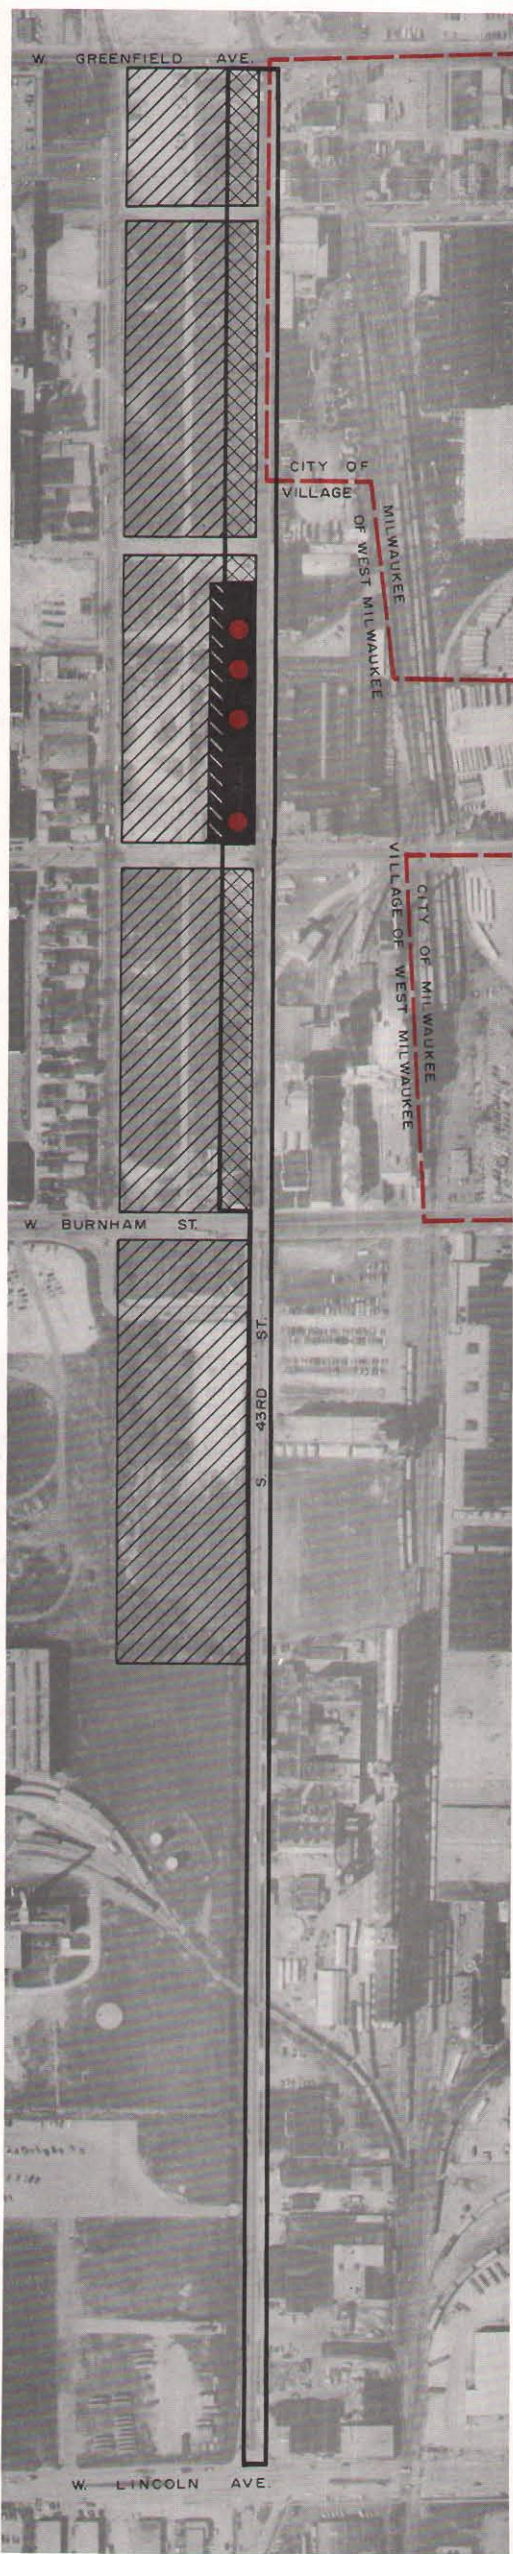 W. GREENFIELD AVE.
CITY OF
VILLAGE
MILWAUKEE
OF WEST MILWAUKEE
VILLAGE OF WEST MILWAUKEE
CITY OF MILWAUKEE
W. BURNHAM ST.
S. 43RD ST.
W. LINCOLN AVE.